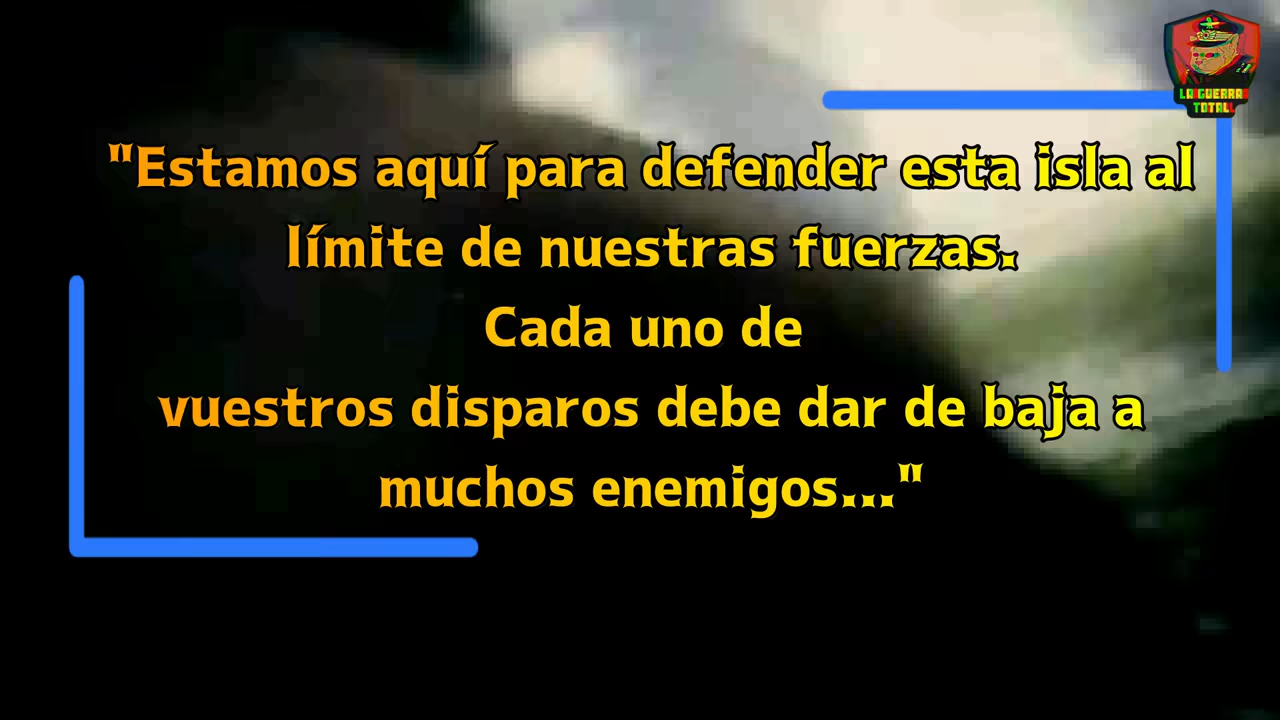 LA GUERRA
TOTAL
"Estamos aquí para defender esta isla al
límite de nuestras fuerzas.
Cada uno de
vuestros disparos debe dar de baja a
muchos enemigos..."